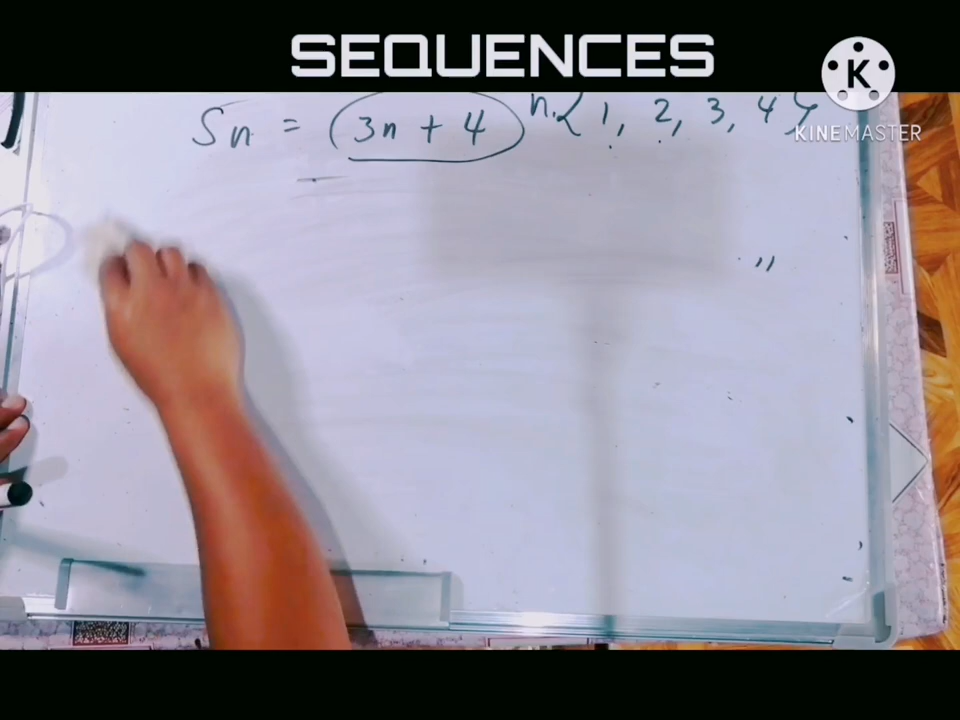 SEQUENCES
K
KINEMASTER
Sn = (3n + 4) n.{1, 2, 3, 4}